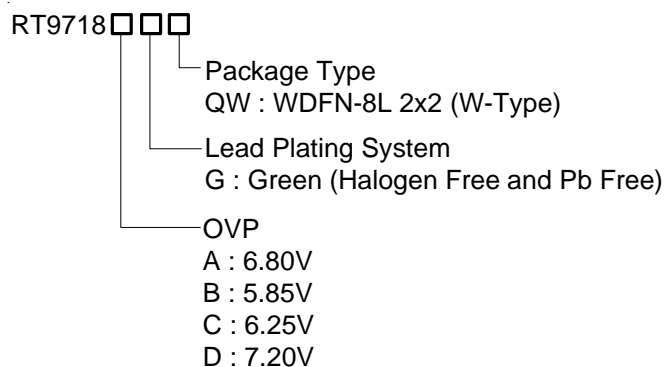 RT9718
Package Type
QW : WDFN-8L 2x2 (W-Type)
Lead Plating System
G : Green (Halogen Free and Pb Free)
OVP
A : 6.80V
B : 5.85V
C : 6.25V
D : 7.20V